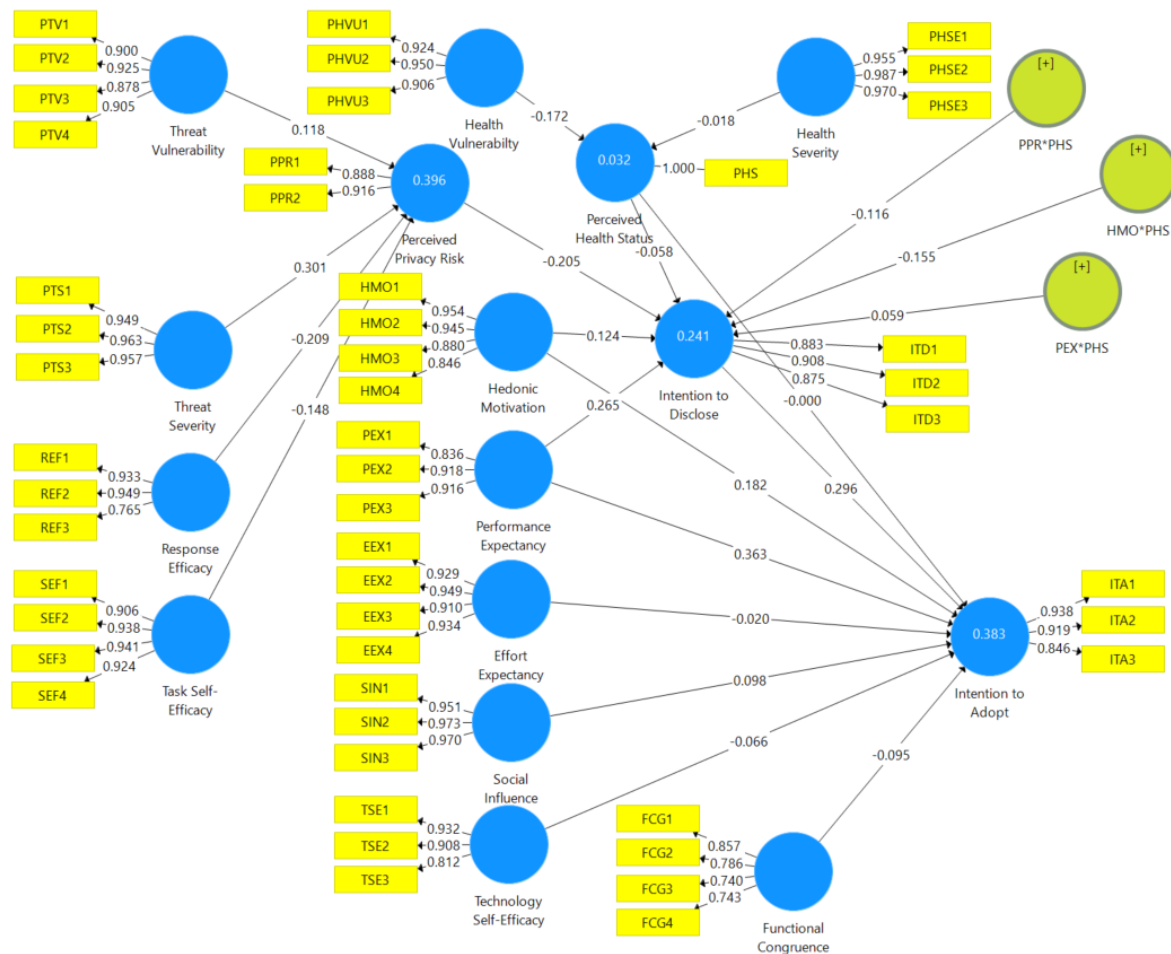 PTV1
PTV2
PTV3
PTV4
0.900
0.925
0.878
0.905
Threat
Vulnerability
0.118
PHVU1
PHVU2
PHVU3
0.924
0.950
0.906
Health
Vulnerability
-0.172
PHSE1
PHSE2
PHSE3
0.955
0.987
0.970
Health
Severity
-0.018
[+]
PPR*PHS
-0.116
[+]
HMO*PHS
-0.155
[+]
PEX*PHS
0.059
PPR1
PPR2
0.888
0.916
0.396
Perceived
Privacy Risk
-0.205
0.032
1.000
PHS
Perceived
Health Status
-0.058
-0.000
PTS1
PTS2
PTS3
0.949
0.963
0.957
Threat
Severity
0.301
HMO1
HMO2
HMO3
HMO4
0.954
0.945
0.880
0.846
Hedonic
Motivation
0.124
0.182
0.241
Intention to
Disclose
0.883
0.908
0.875
ITD1
ITD2
ITD3
0.296
REF1
REF2
REF3
0.933
0.949
0.765
Response
Efficacy
-0.209
PEX1
PEX2
PEX3
0.836
0.918
0.916
Performance
Expectancy
0.265
0.363
SEF1
SEF2
SEF3
SEF4
0.906
0.938
0.941
0.924
Task Self-
Efficacy
-0.148
EEX1
EEX2
EEX3
EEX4
0.929
0.949
0.910
0.934
Effort
Expectancy
-0.020
0.383
Intention to
Adopt
0.938
0.919
0.846
ITA1
ITA2
ITA3
SIN1
SIN2
SIN3
0.951
0.973
0.970
Social
Influence
0.098
TSE1
TSE2
TSE3
0.932
0.908
0.812
Technology
Self-Efficacy
-0.066
FCG1
FCG2
FCG3
FCG4
0.857
0.786
0.740
0.743
Functional
Congruence
-0.095